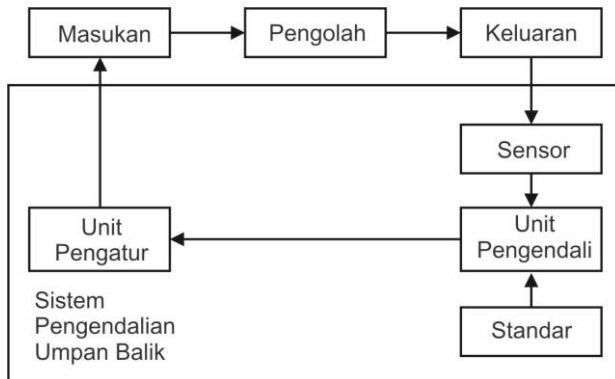 Masukan
Pengolah
Keluaran
Sensor
Unit
Pengatur
Unit
Pengendali
Sistem
Pengendalian
Umpan Balik
Standar